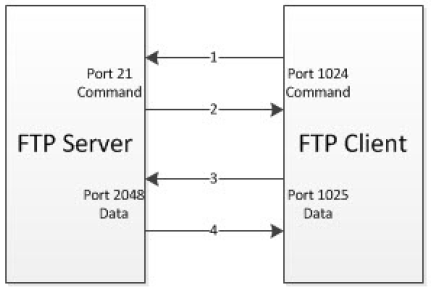 1
Port 21
Command
Port 1024
Command
2
FTP Server
FTP Client
3
Port 2048
Data
Port 1025
Data
4